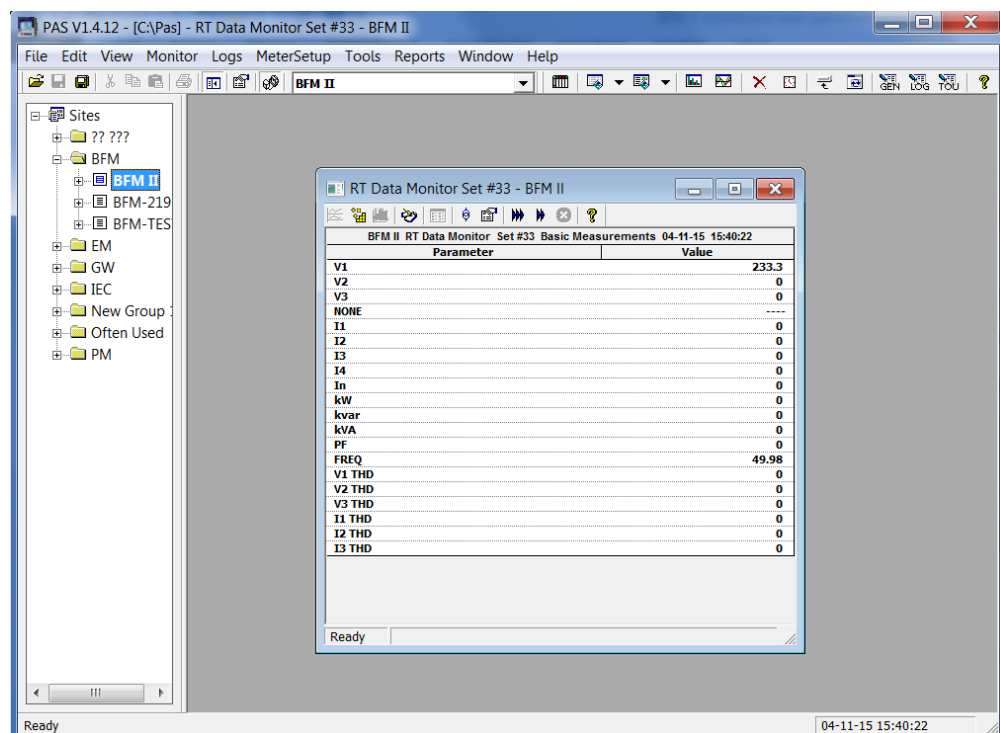 PAS V1.4.12 - [C:\Pas] - RT Data Monitor Set #33 - BFM II
File Edit View Monitor Logs MeterSetup Tools Reports Window Help
BFM II
GEN LOG TOU
Sites
?? ???
BFM
BFM II
BFM-219
BFM-TES
EM
GW
IEC
New Group
Often Used
PM
RT Data Monitor Set #33 - BFM II
BFM II RT Data Monitor Set #33 Basic Measurements 04-11-15 15:40:22
Parameter Value
V1 233.3
V2 0
V3 0
NONE ----
I1 0
I2 0
I3 0
I4 0
In 0
kW 0
kvar 0
kVA 0
PF 0
FREQ 49.98
V1 THD 0
V2 THD 0
V3 THD 0
I1 THD 0
I2 THD 0
I3 THD 0
Ready
Ready 04-11-15 15:40:22